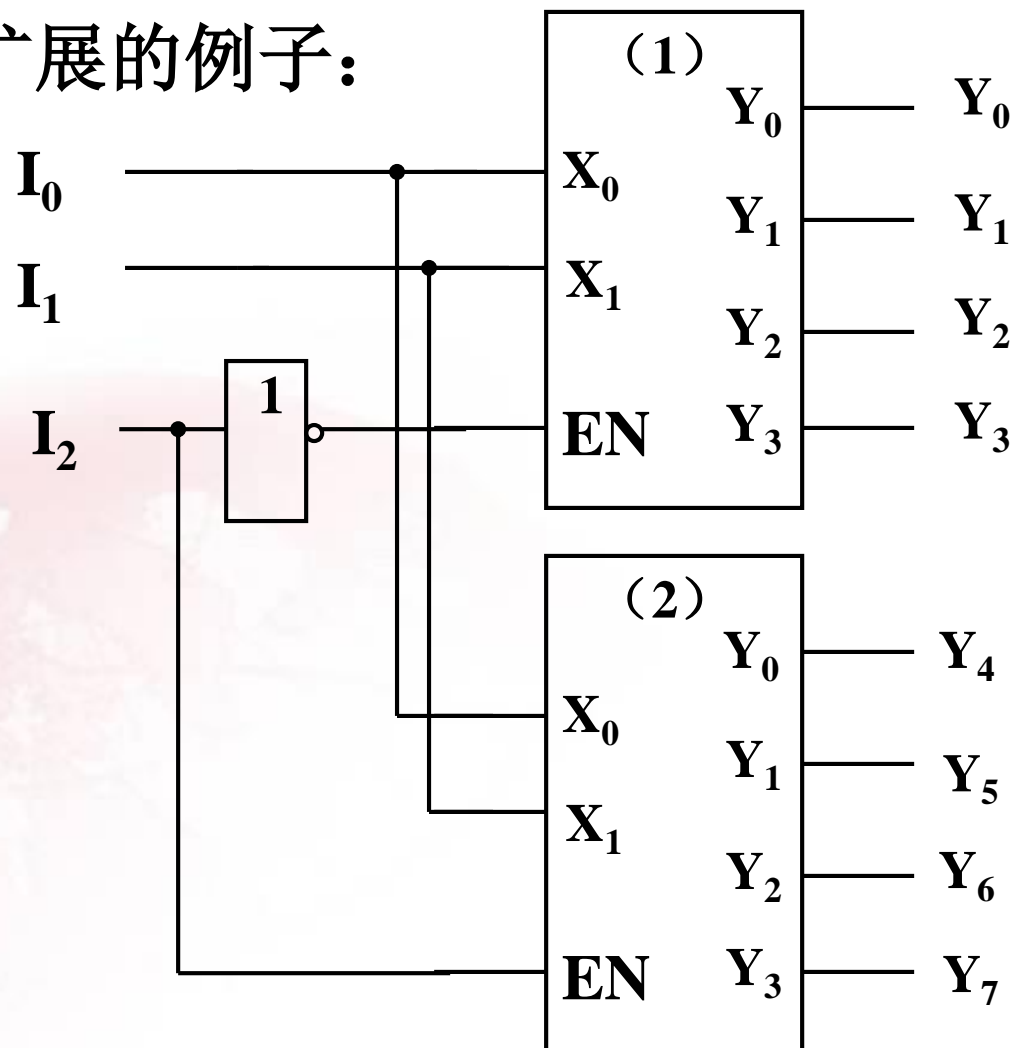 展的例子：
（1）
Y₀ Y₀
I₀ X₀
Y₁ Y₁
I₁ X₁
Y₂ Y₂
1
I₂ EN Y₃ Y₃
（2）
Y₀ Y₄
X₀
Y₁ Y₅
X₁
Y₂ Y₆
EN Y₃ Y₇